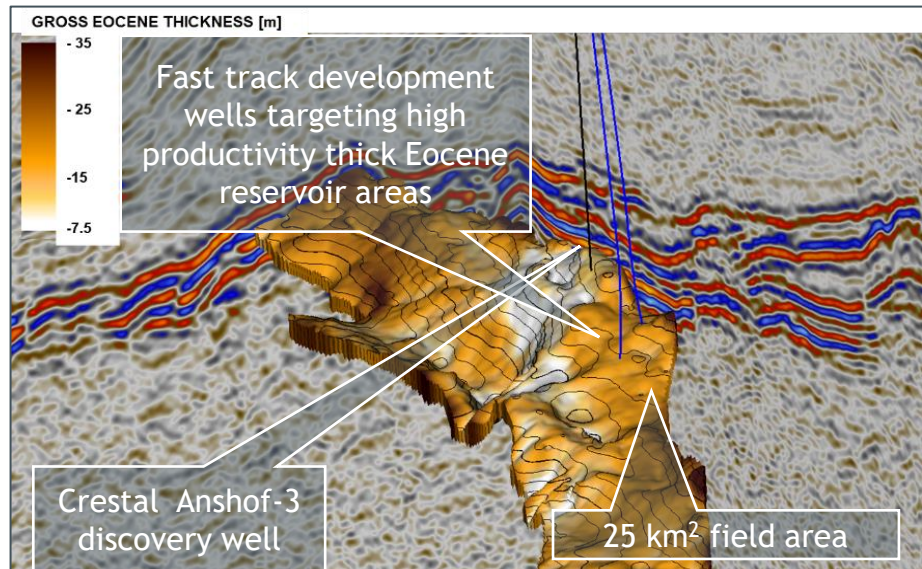 GROSS EOCENE THICKNESS [m]
- 35
- 25
- 15
- 7.5
Fast track development
wells targeting high
productivity thick Eocene
reservoir areas
Crestal Anshof-3
discovery well
25 km² field area